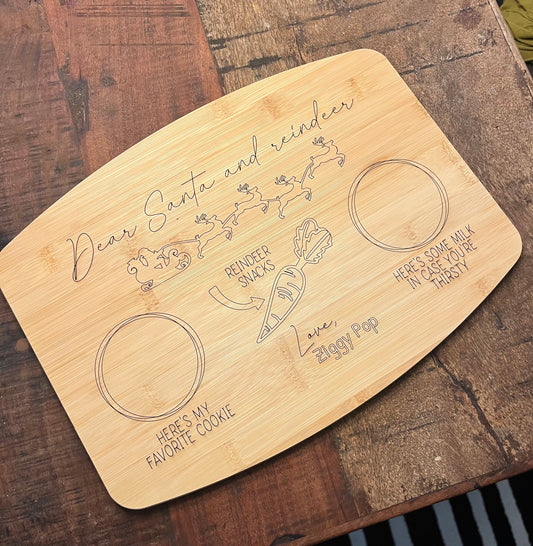 Dear Santa and reindeer
REINDEER
SNACKS
HERE'S SOME MILK
IN CASE YOU'RE
THIRSTY
Love,
Ziggy Pop
HERE'S MY
FAVORITE COOKIE